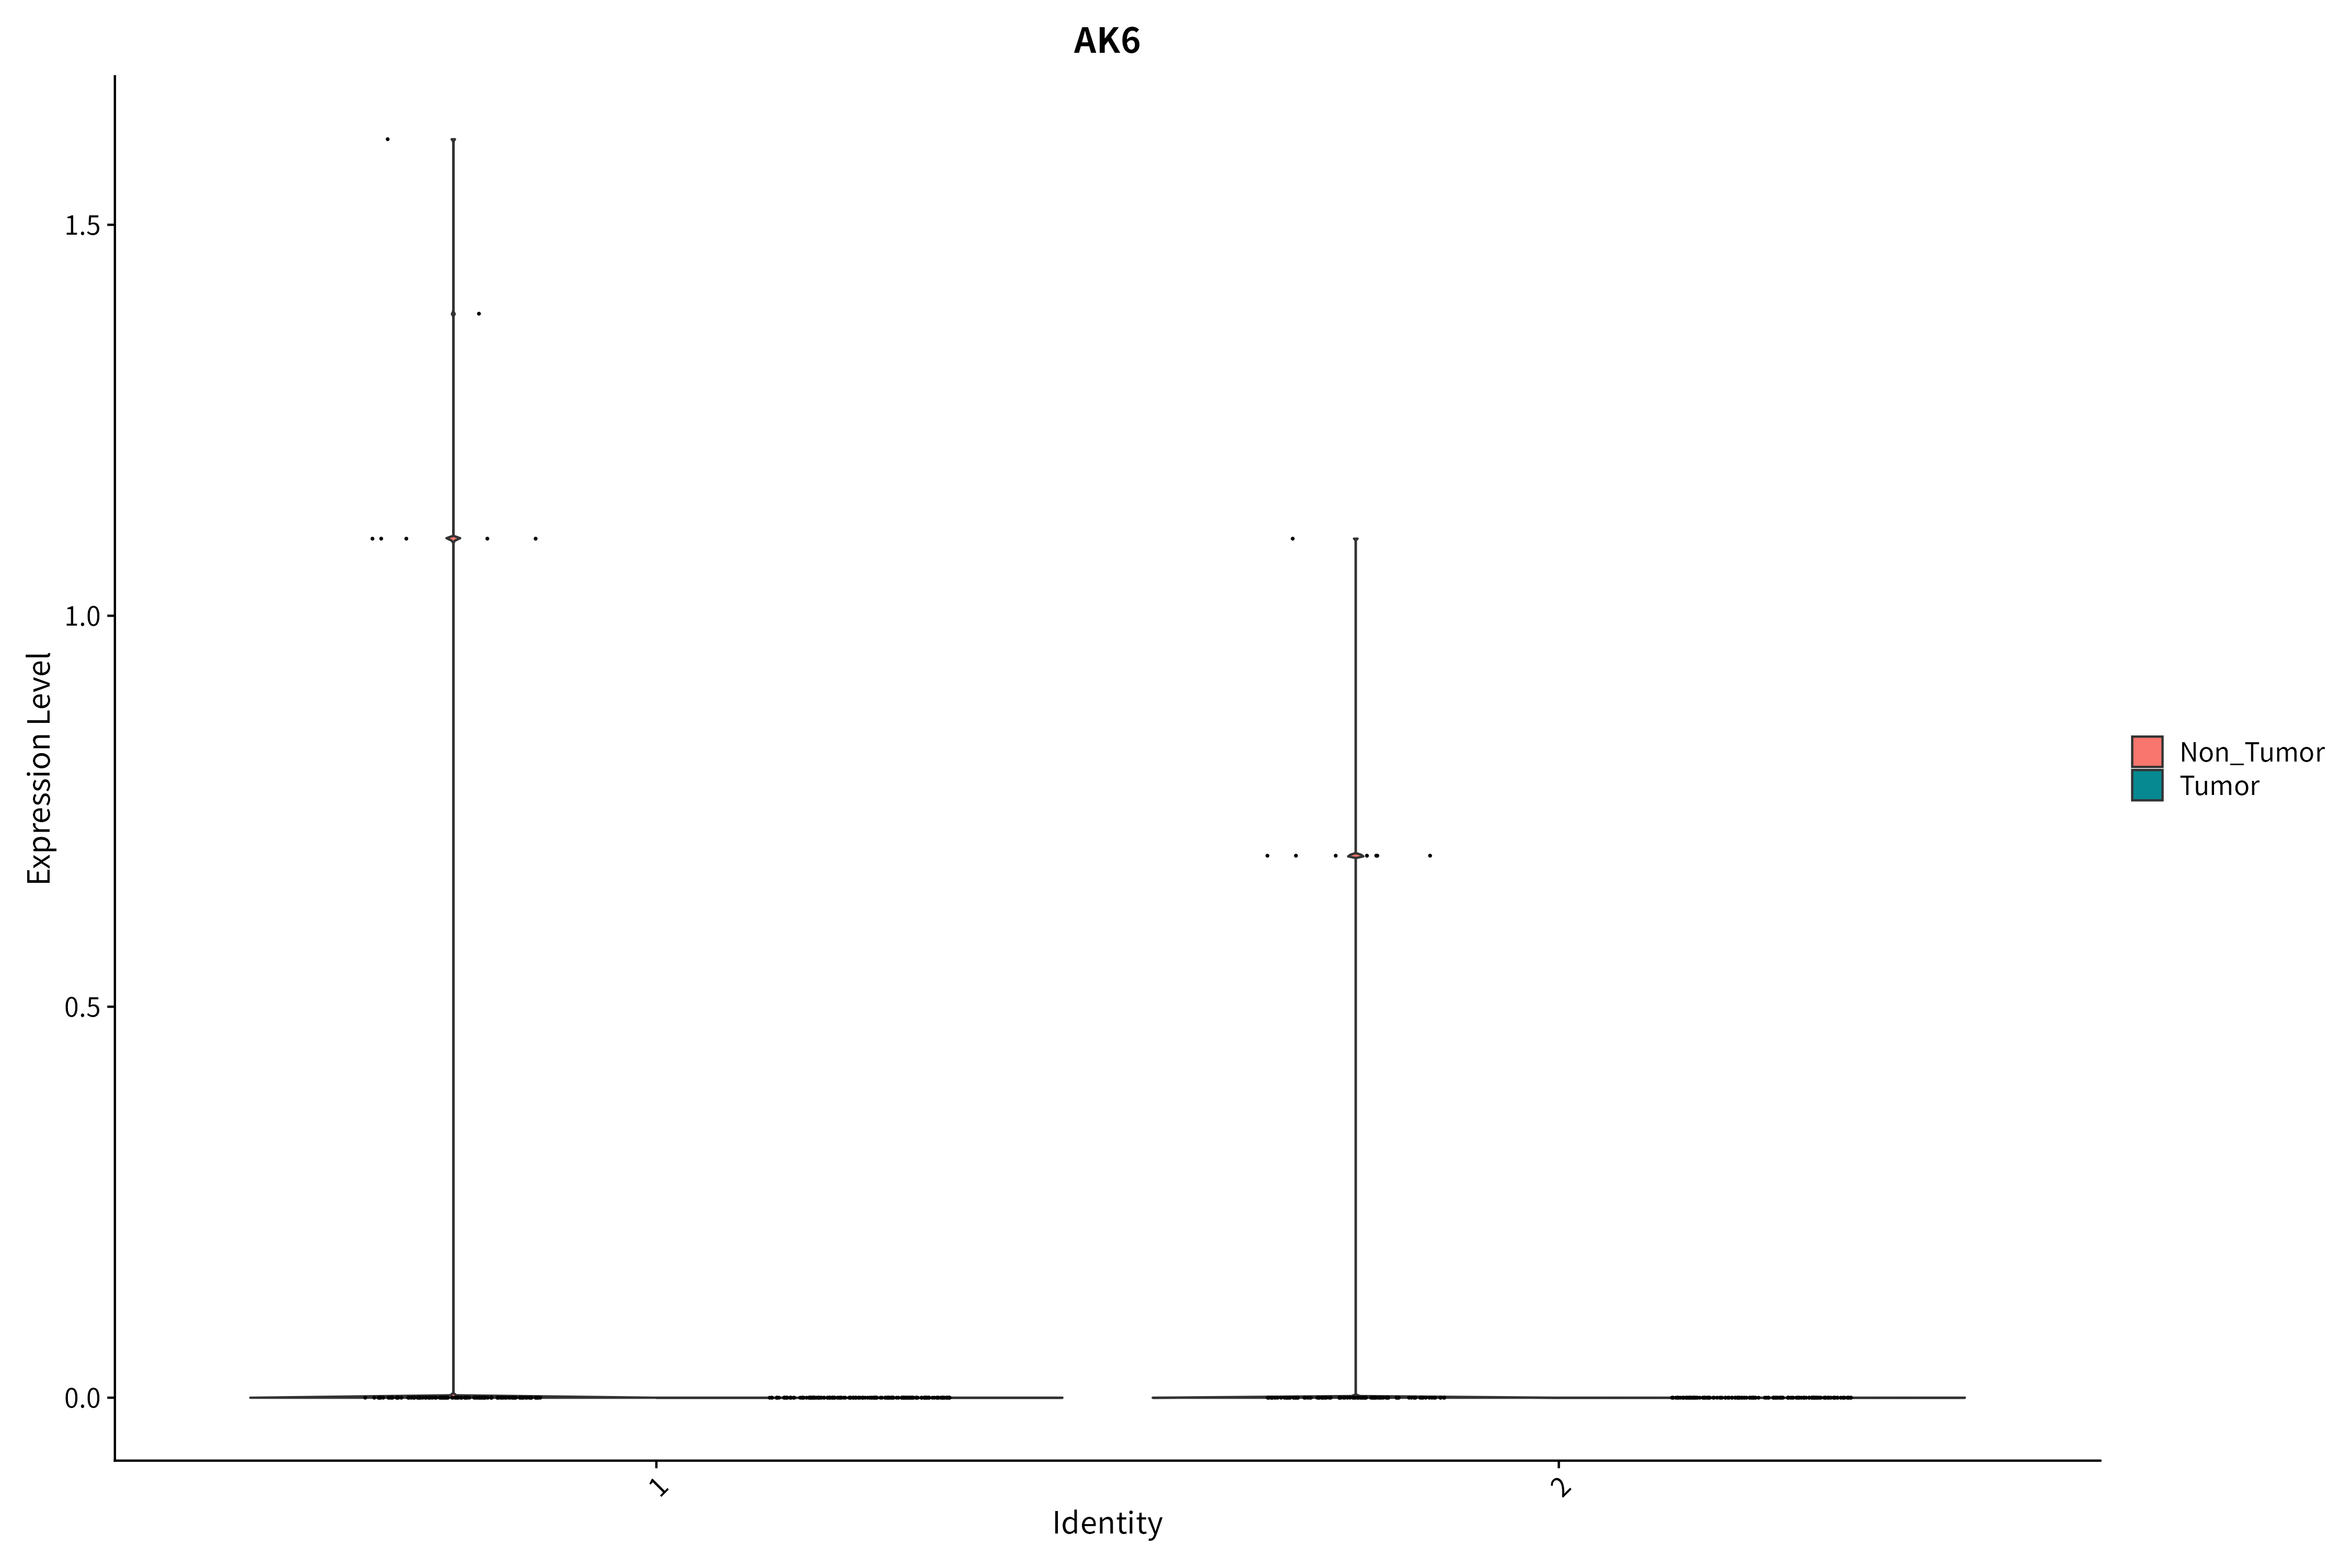 AK6
Expression Level
1.5
1.0
0.5
0.0
1
2
Identity
Non_Tumor
Tumor